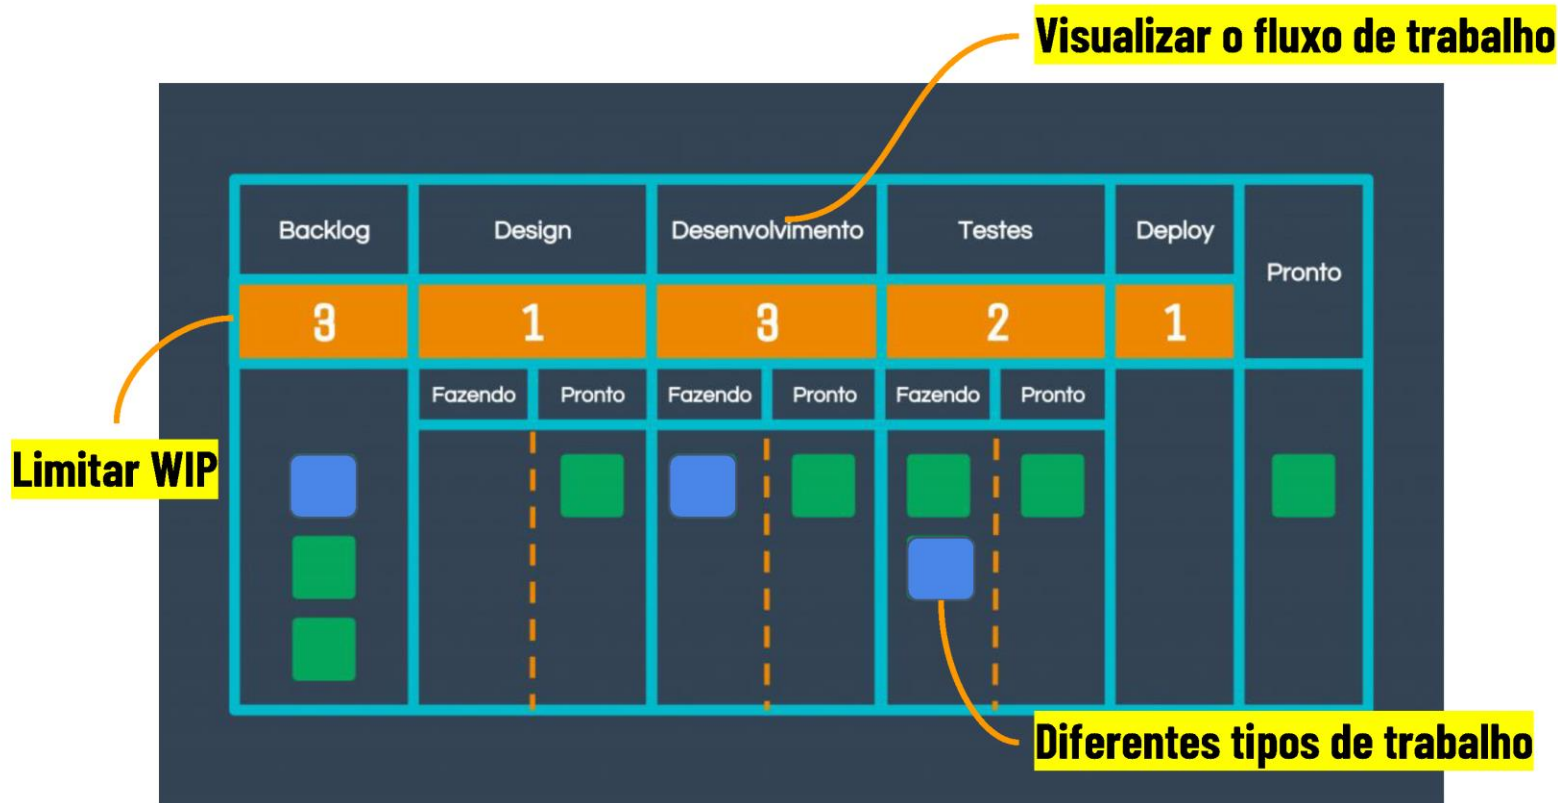 Visualizar o fluxo de trabalho
Backlog
Design
Desenvolvimento
Testes
Deploy
Pronto
3
1
3
2
1
Fazendo
Pronto
Fazendo
Pronto
Fazendo
Pronto
Limitar WIP
Diferentes tipos de trabalho